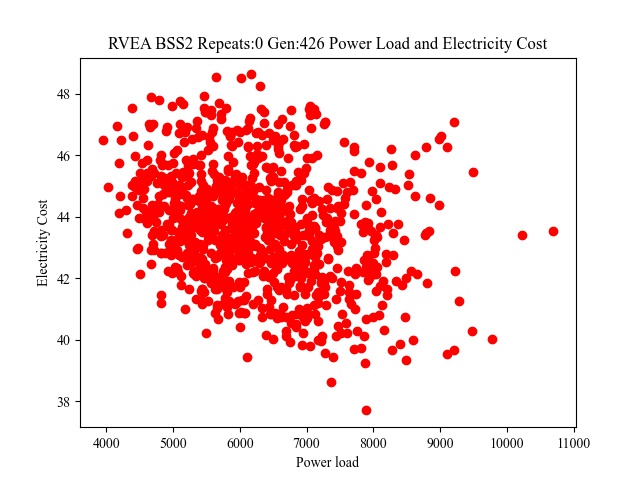 RVEA BSS2 Repeats:0 Gen:426 Power Load and Electricity Cost
48
46
44
42
40
38
Electricity Cost
4000 5000 6000 7000 8000 9000 10000 11000
Power load